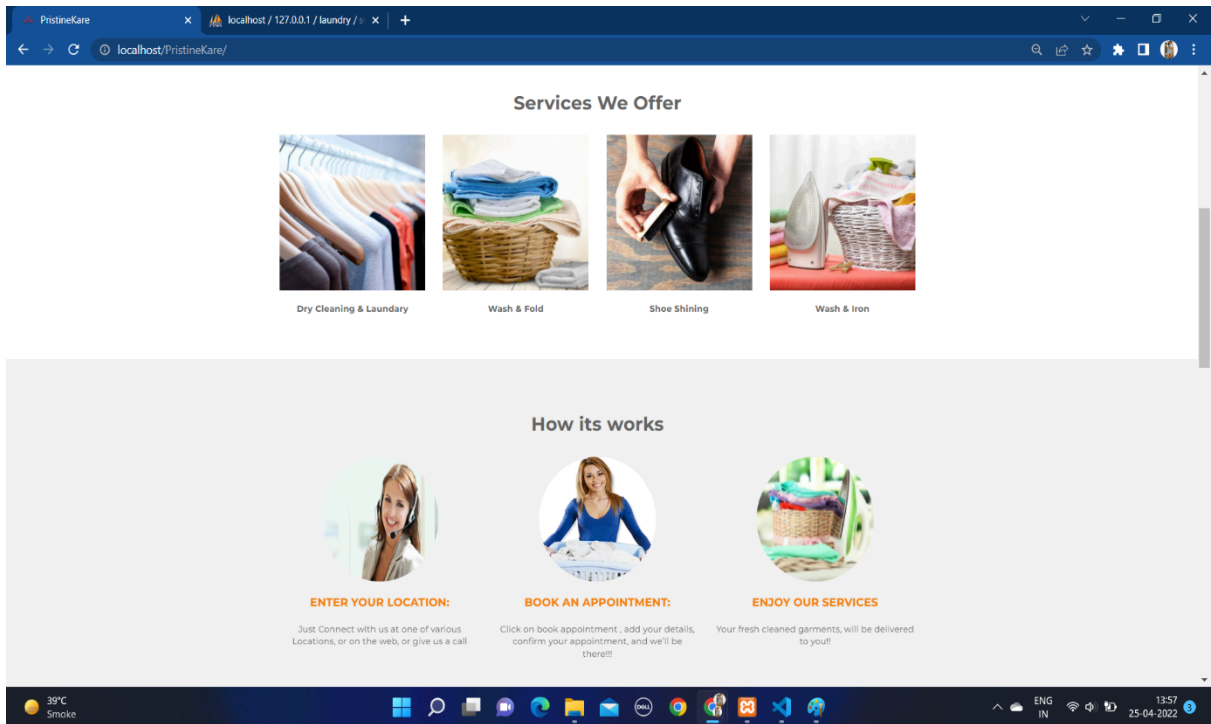 PristineKare
localhost / 127.0.0.1 / laundry / s
localhost/PristineKare/
Services We Offer
Dry Cleaning & Laundary
Wash & Fold
Shoe Shining
Wash & Iron
How its works
ENTER YOUR LOCATION:
Just Connect with us at one of various
Locations, or on the web, or give us a call
BOOK AN APPOINTMENT:
Click on book appointment , add your details,
confirm your appointment, and we'll be
there!!!
ENJOY OUR SERVICES
Your fresh cleaned garments, will be delivered
to you!!
39°C
Smoke
DELL
ENG
IN
13:57
25-04-2022
3